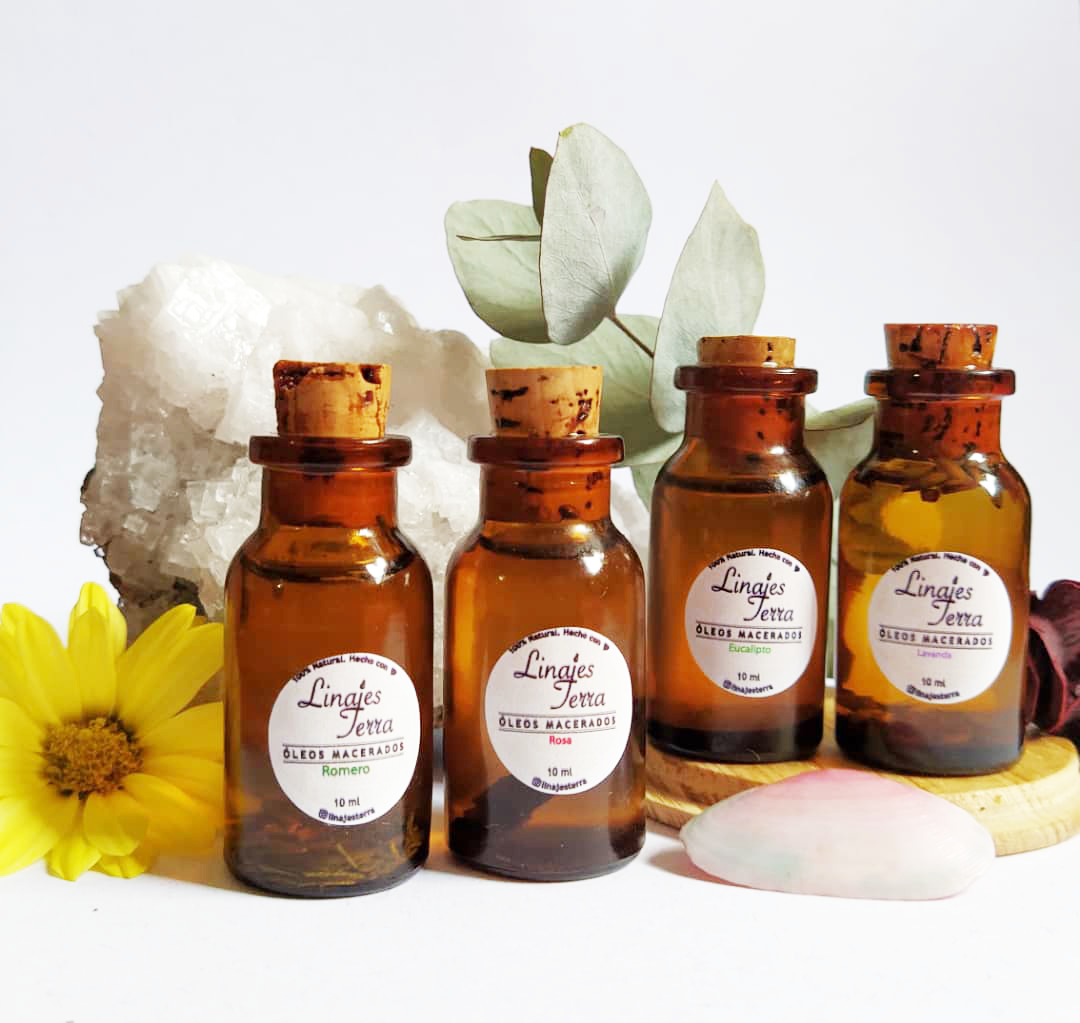 100% Natural. Hecho con
Linajes
Terra
ÓLEOS MACERADOS
Romero
10 ml
linajesterra
100% Natural. Hecho con
Linajes
Terra
ÓLEOS MACERADOS
Rosa
10 ml
linajesterra
100% Natural. Hecho con
Linajes
Terra
ÓLEOS MACERADOS
Eucalipto
10 ml
linajesterra
100% Natural. Hecho con
Linajes
Terra
ÓLEOS MACERADOS
Lavanda
10 ml
linajesterra